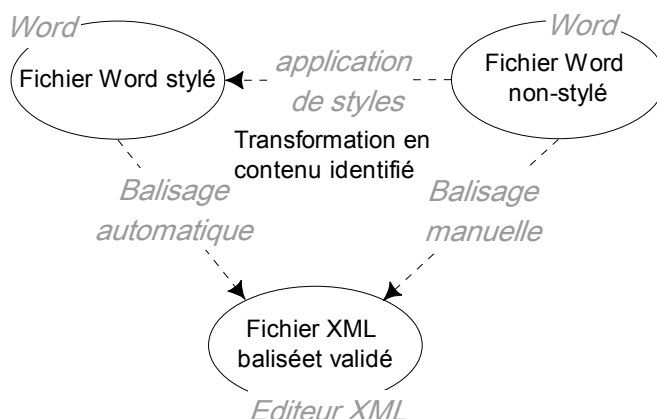 Word
Word
Fichier Word stylé
application
de styles
Fichier Word
non-stylé
Transformation en
contenu identifié
Balisage
automatique
Balisage
manuelle
Fichier XML
baliséet validé
Editeur XML